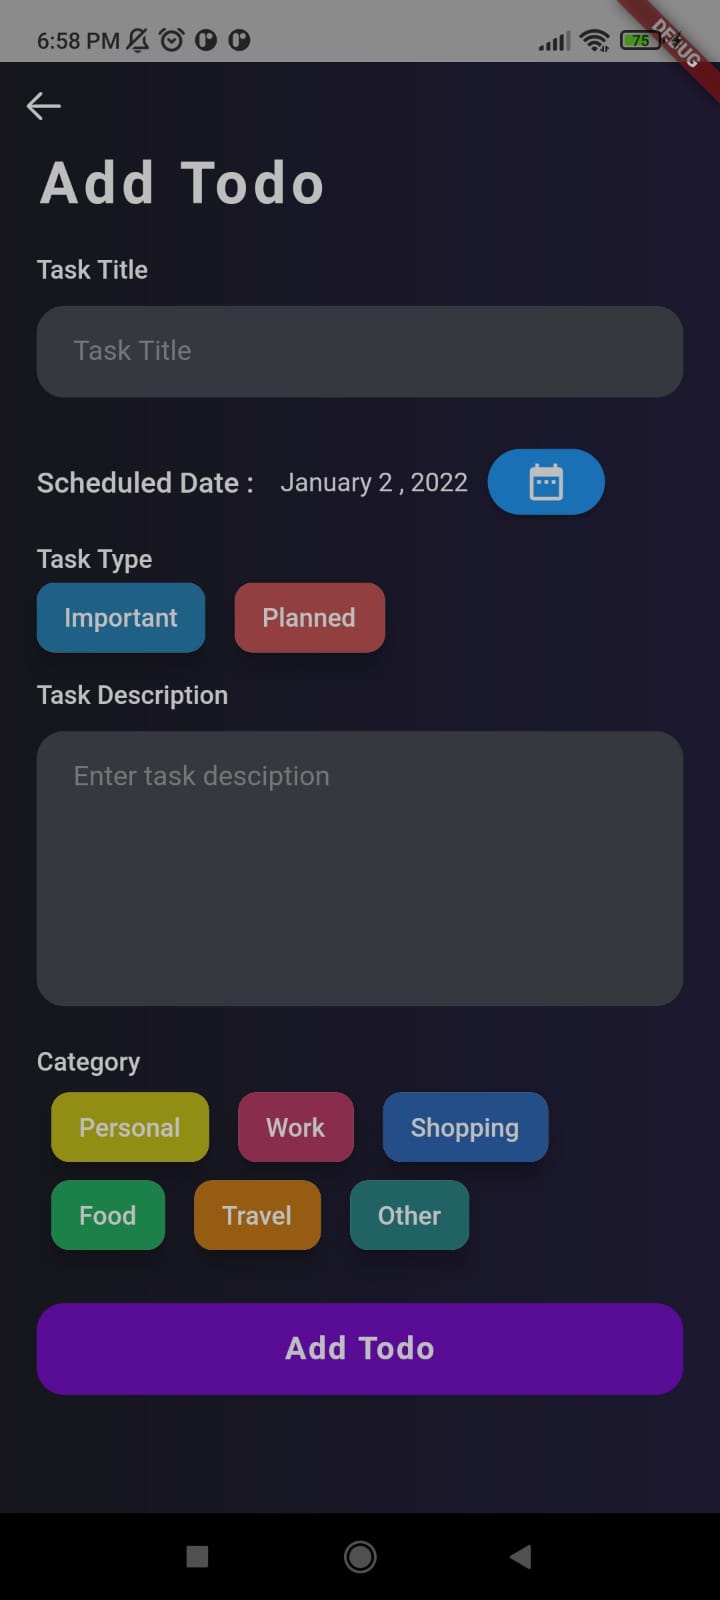 6:58 PM
75
DEBUG
Add Todo
Task Title
Task Title
Scheduled Date : January 2 , 2022
Task Type
Important Planned
Task Description
Enter task desciption
Category
Personal Work Shopping
Food Travel Other
Add Todo